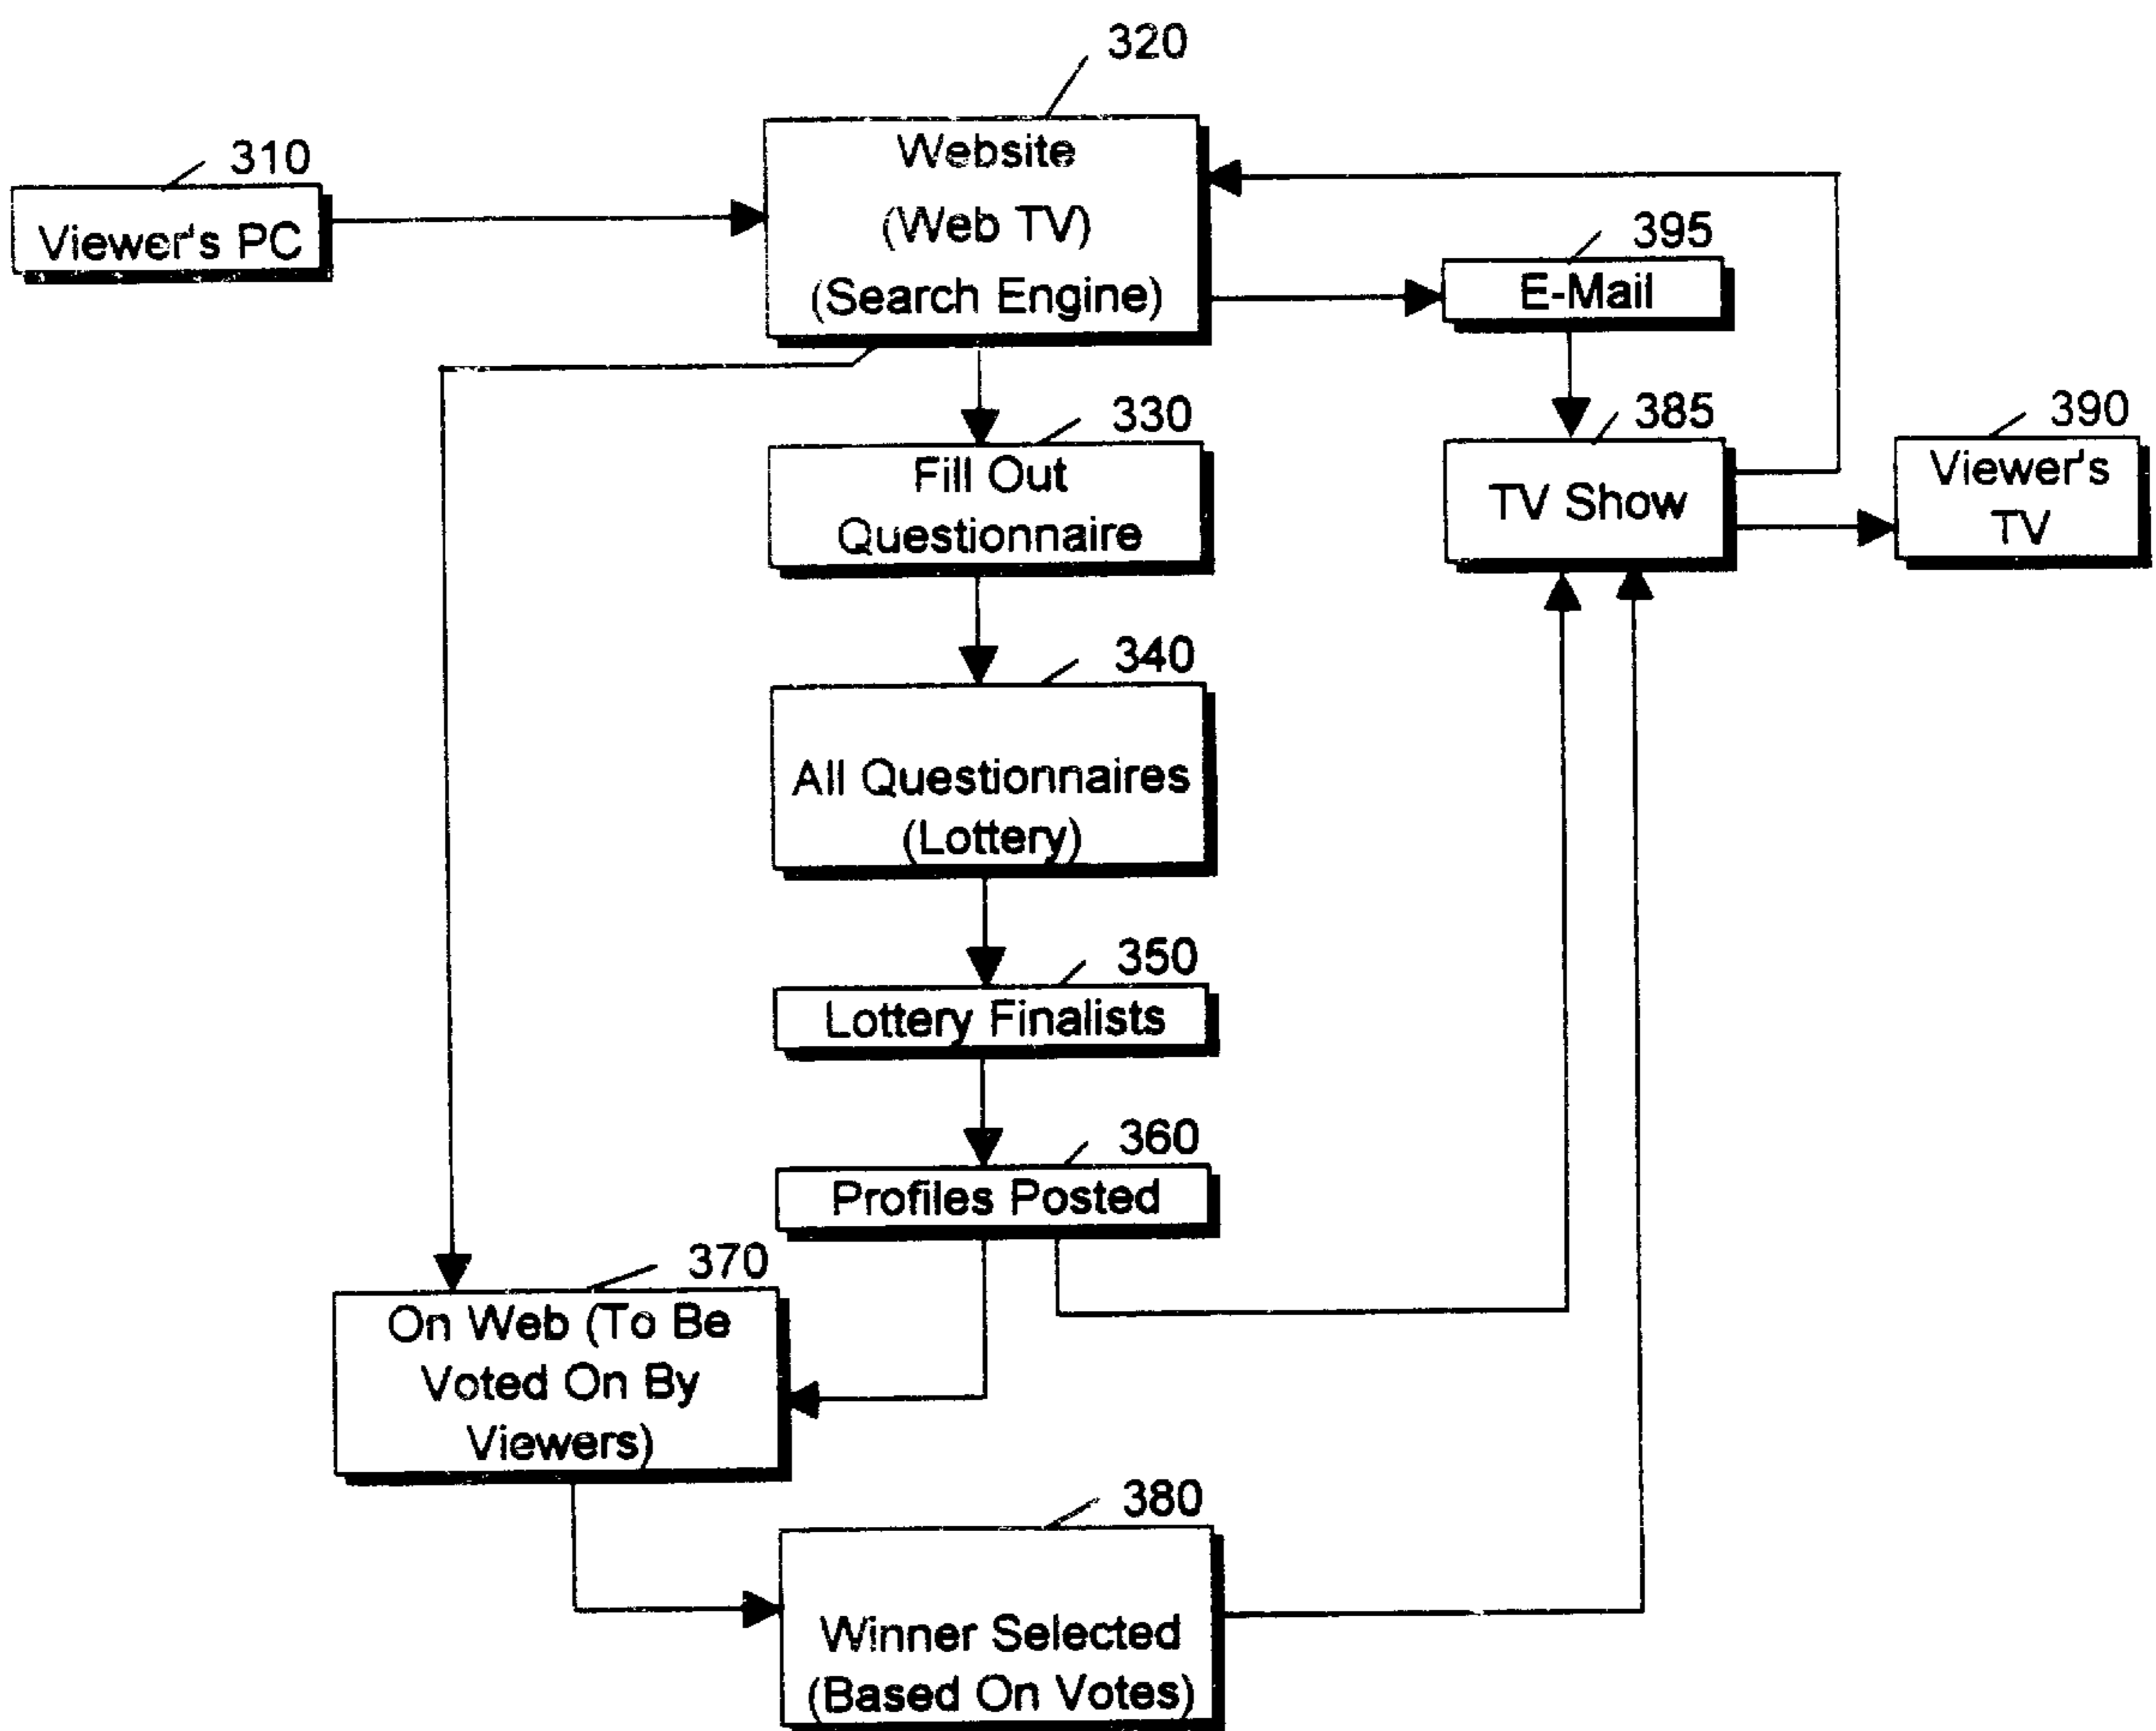 320
310
Website
(Web TV)
(Search Engine)
Viewer's PC
395
E-Mail
330
385
390
Fill Out
Questionnaire
TV Show
Viewer's
TV
340
All Questionnaires
(Lottery)
350
Lottery Finalists
360
Profiles Posted
370
On Web (To Be
Voted On By
Viewers)
380
Winner Selected
(Based On Votes)